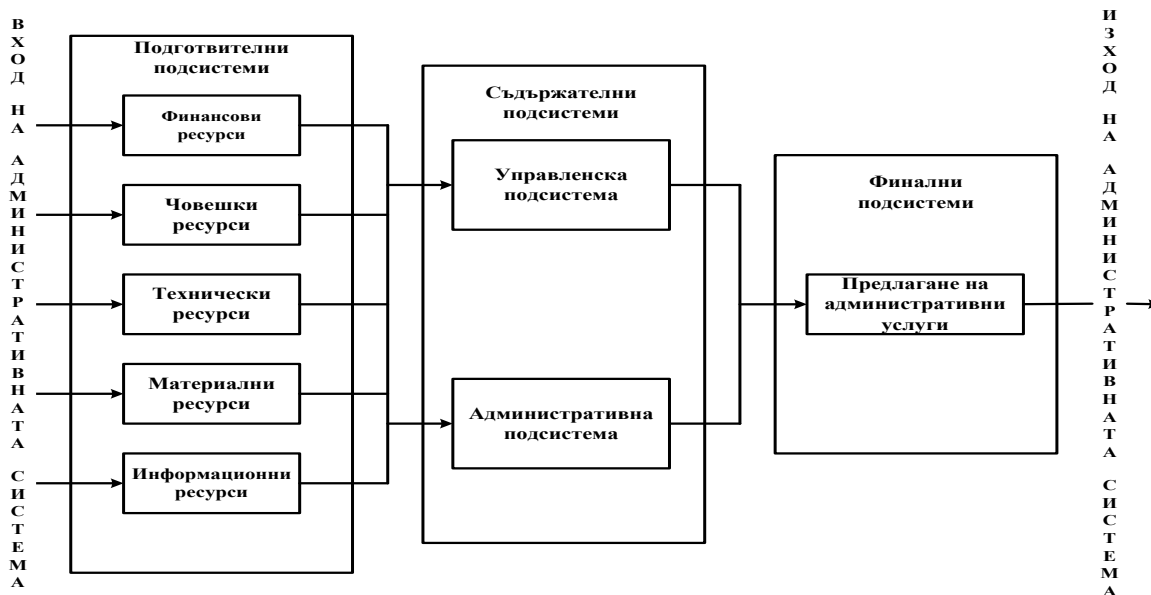 ВХОД НА АДМИНИСТРАТИВНАТА СИСТЕМА
Подготвителни
подсистеми
Финансови
ресурси
Човешки
ресурси
Технически
ресурси
Материални
ресурси
Информационни
ресурси
Съдържателни
подсистеми
Управленска
подсистема
Административна
подсистема
Финални
подсистеми
Предлагане на
административни
услуги
ИЗХОД НА АДМИНИСТРАТИВНАТА СИСТЕМА